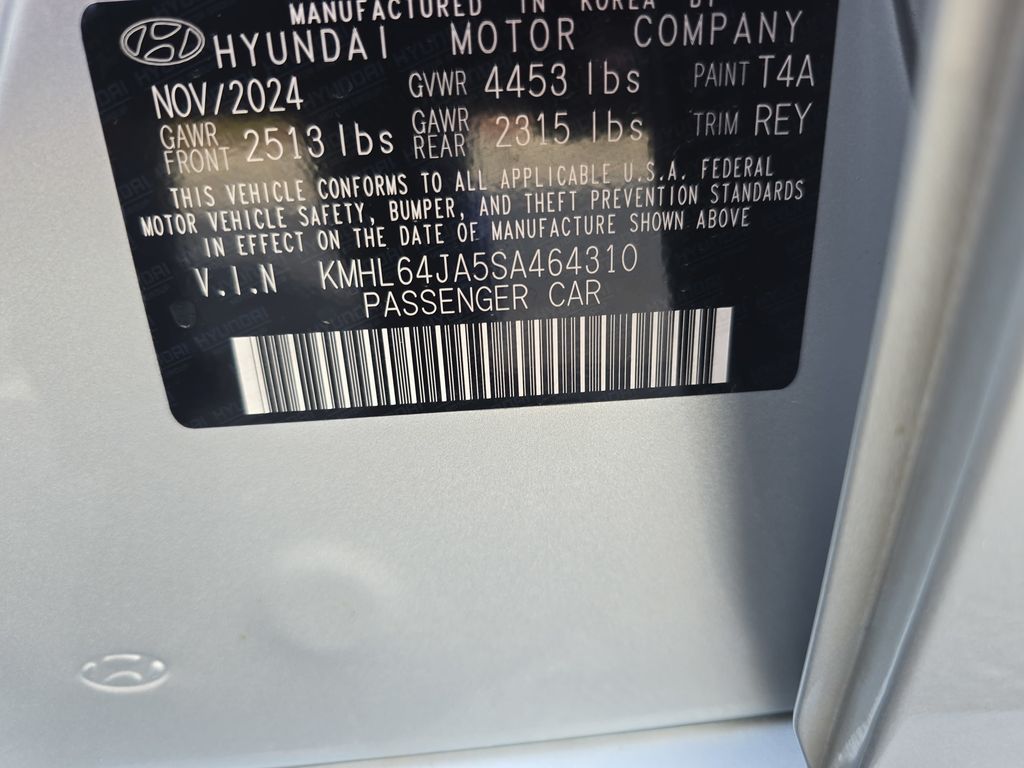 MANUFACTURED IN KOREA BY
HYUNDAI MOTOR COMPANY
NOV/2024 GVWR 4453 lbs PAINT T4A
GAWR FRONT 2513 lbs GAWR REAR 2315 lbs TRIM REY
THIS VEHICLE CONFORMS TO ALL APPLICABLE U.S.A. FEDERAL
MOTOR VEHICLE SAFETY, BUMPER, AND THEFT PREVENTION STANDARDS
IN EFFECT ON THE DATE OF MANUFACTURE SHOWN ABOVE
V.I.N KMHL64JA5SA464310
PASSENGER CAR